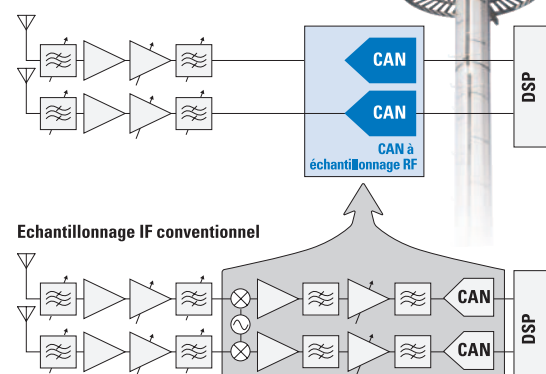 CAN
CAN
DSP
CAN à
échantillonnage RF
Echantillonnage IF conventionnel
CAN
CAN
DSP